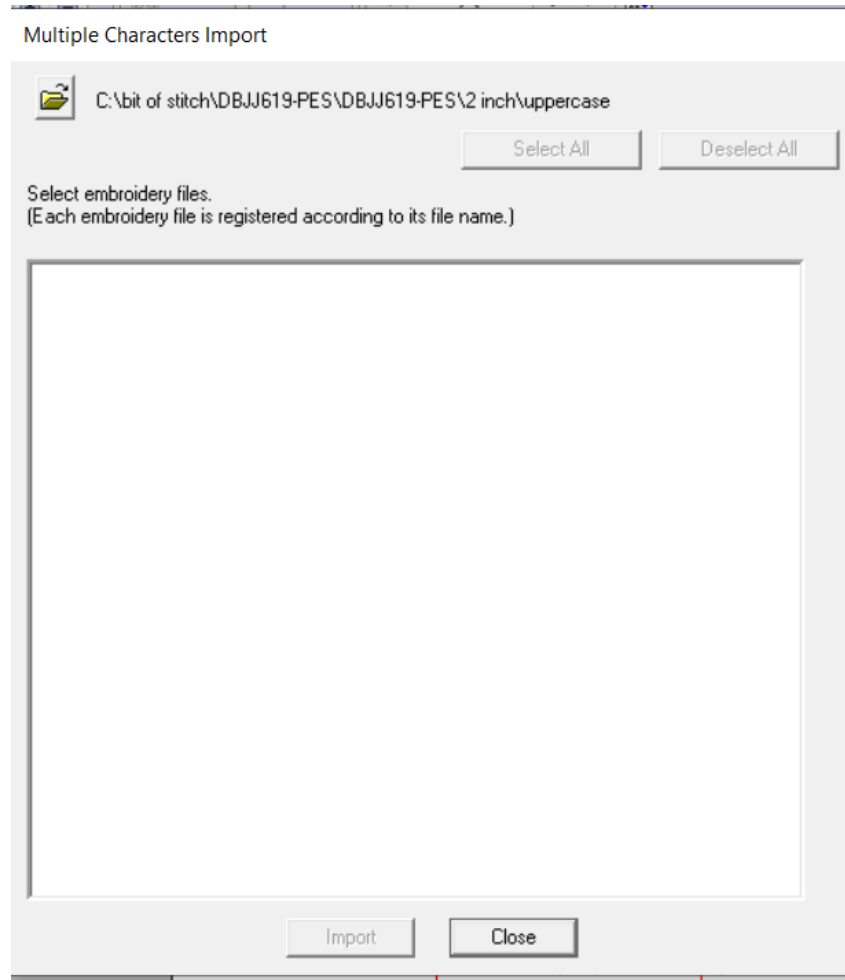 Multiple Characters Import
C:\bit of stitch\DBJJ619-PES\DBJJ619-PES\2 inch\uppercase
Select All
Deselect All
Select embroidery files.
(Each embroidery file is registered according to its file name.)
Import
Close